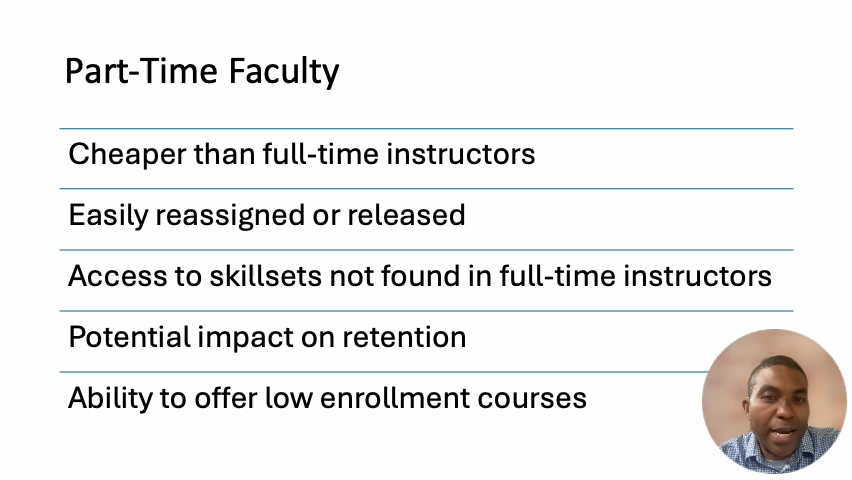 Part-Time Faculty
Cheaper than full-time instructors
Easily reassigned or released
Access to skillsets not found in full-time instructors
Potential impact on retention
Ability to offer low enrollment courses